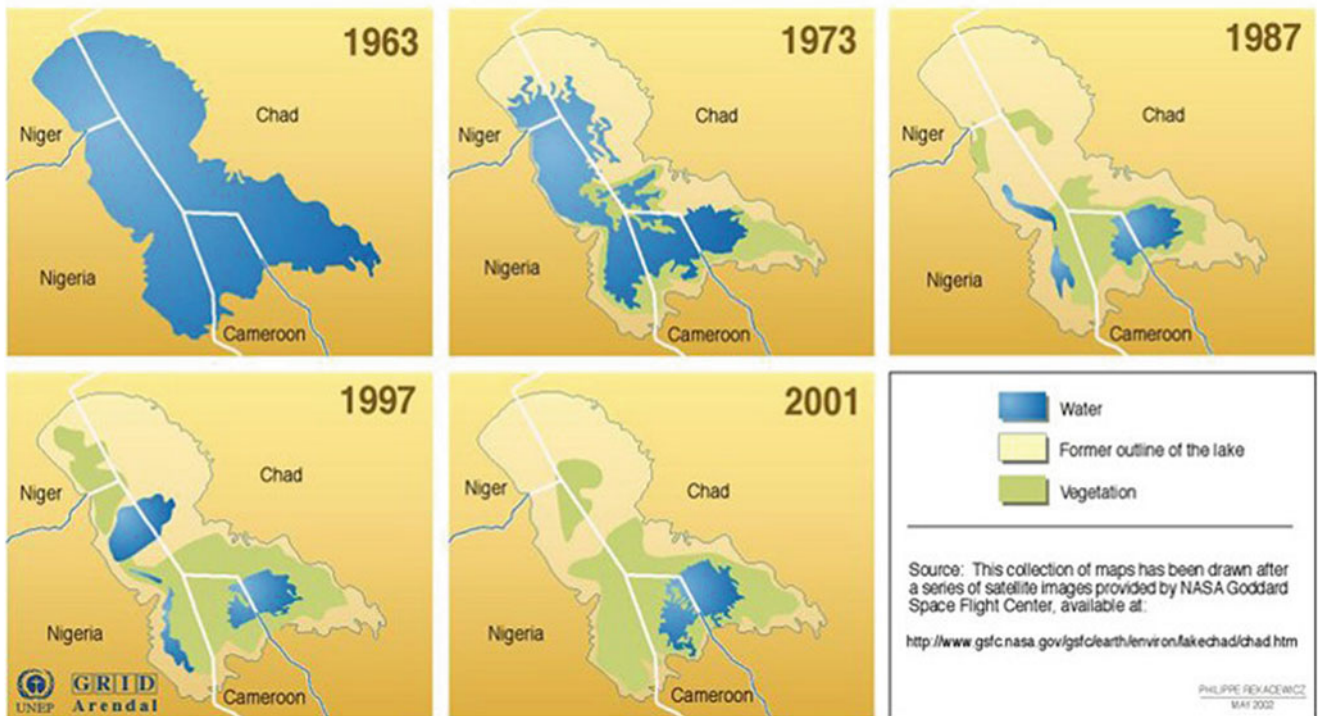 1963
Chad
Niger
Nigeria
Cameroon
1973
Chad
Niger
Nigeria
Cameroon
1987
Chad
Niger
Nigeria
Cameroon
1997
Chad
Niger
Nigeria
Cameroon
UNEP
GRID
Arendal
2001
Chad
Niger
Nigeria
Cameroon
Water
Former outline of the lake
Vegetation
Source: This collection of maps has been drawn after
a series of satellite images provided by NASA Goddard
Space Flight Center, available at:
http://www.gsfc.nasa.gov/gsfc/earth/environ/lakechad/chad.htm
PHILIPPE REKACEWICZ
MAY 2002